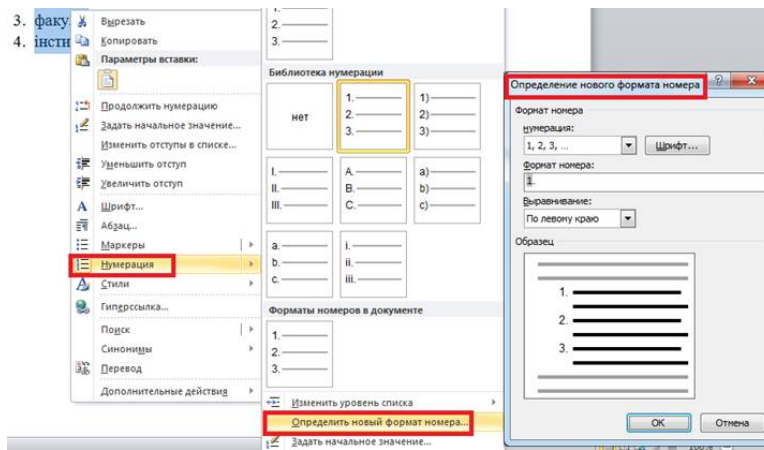 3. факу
4. інсти
Вырезать
Копировать
Параметры вставки:
Продолжить нумерацию
Задать начальное значение...
Изменить отступы в списке...
Уменьшить отступ
Увеличить отступ
Шрифт...
Абзац...
Маркеры
Нумерация
Стили
Гиперссылка...
Поиск
Синонимы
Перевод
Дополнительные действия
1.
2.
3.
Библиотека нумерации
нет
1.
2.
3.
1)
2)
3)
I.
II.
III.
A.
B.
C.
a)
b)
c)
a.
b.
c.
i.
ii.
iii.
Форматы номеров в документе
1.
2.
3.
Изменить уровень списка
Определить новый формат номера...
Задать начальное значение...
Определение нового формата номера
Формат номера
нумерация:
1, 2, 3, ...
Шрифт...
Формат номера:
1.
Выравнивание:
По левому краю
Образец
1.
2.
3.
ОК
Отмена